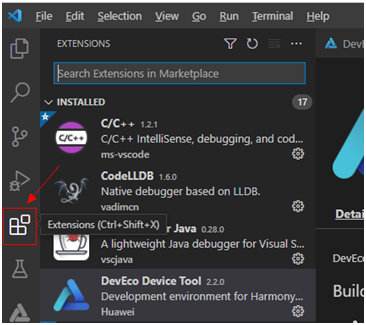 File Edit Selection View Go Run Terminal Help
EXTENSIONS
DevE
Search Extensions in Marketplace
INSTALLED 17
C/C++ 1.2.1
C/C++
C/C++ IntelliSense, debugging, and cod...
ms-vscode
CodeLLDB 1.6.0
Native debugger based on LLDB.
vadimcn
Detai
Extensions (Ctrl+Shift+X)
r Java 0.28.0
A lightweight Java debugger for Visual S...
vscjava
DevEco
DevEco Device Tool 2.2.0
Development environment for Harmony...
Buil
Huawei